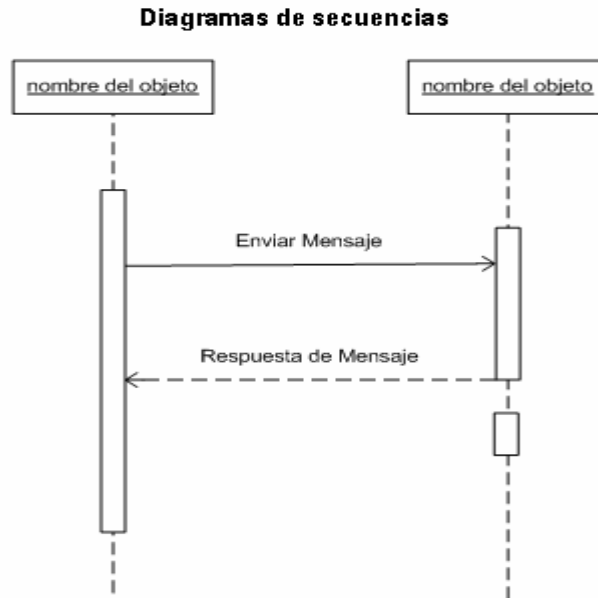 Diagramas de secuencias
nombre del objeto
nombre del objeto
Enviar Mensaje
Respuesta de Mensaje